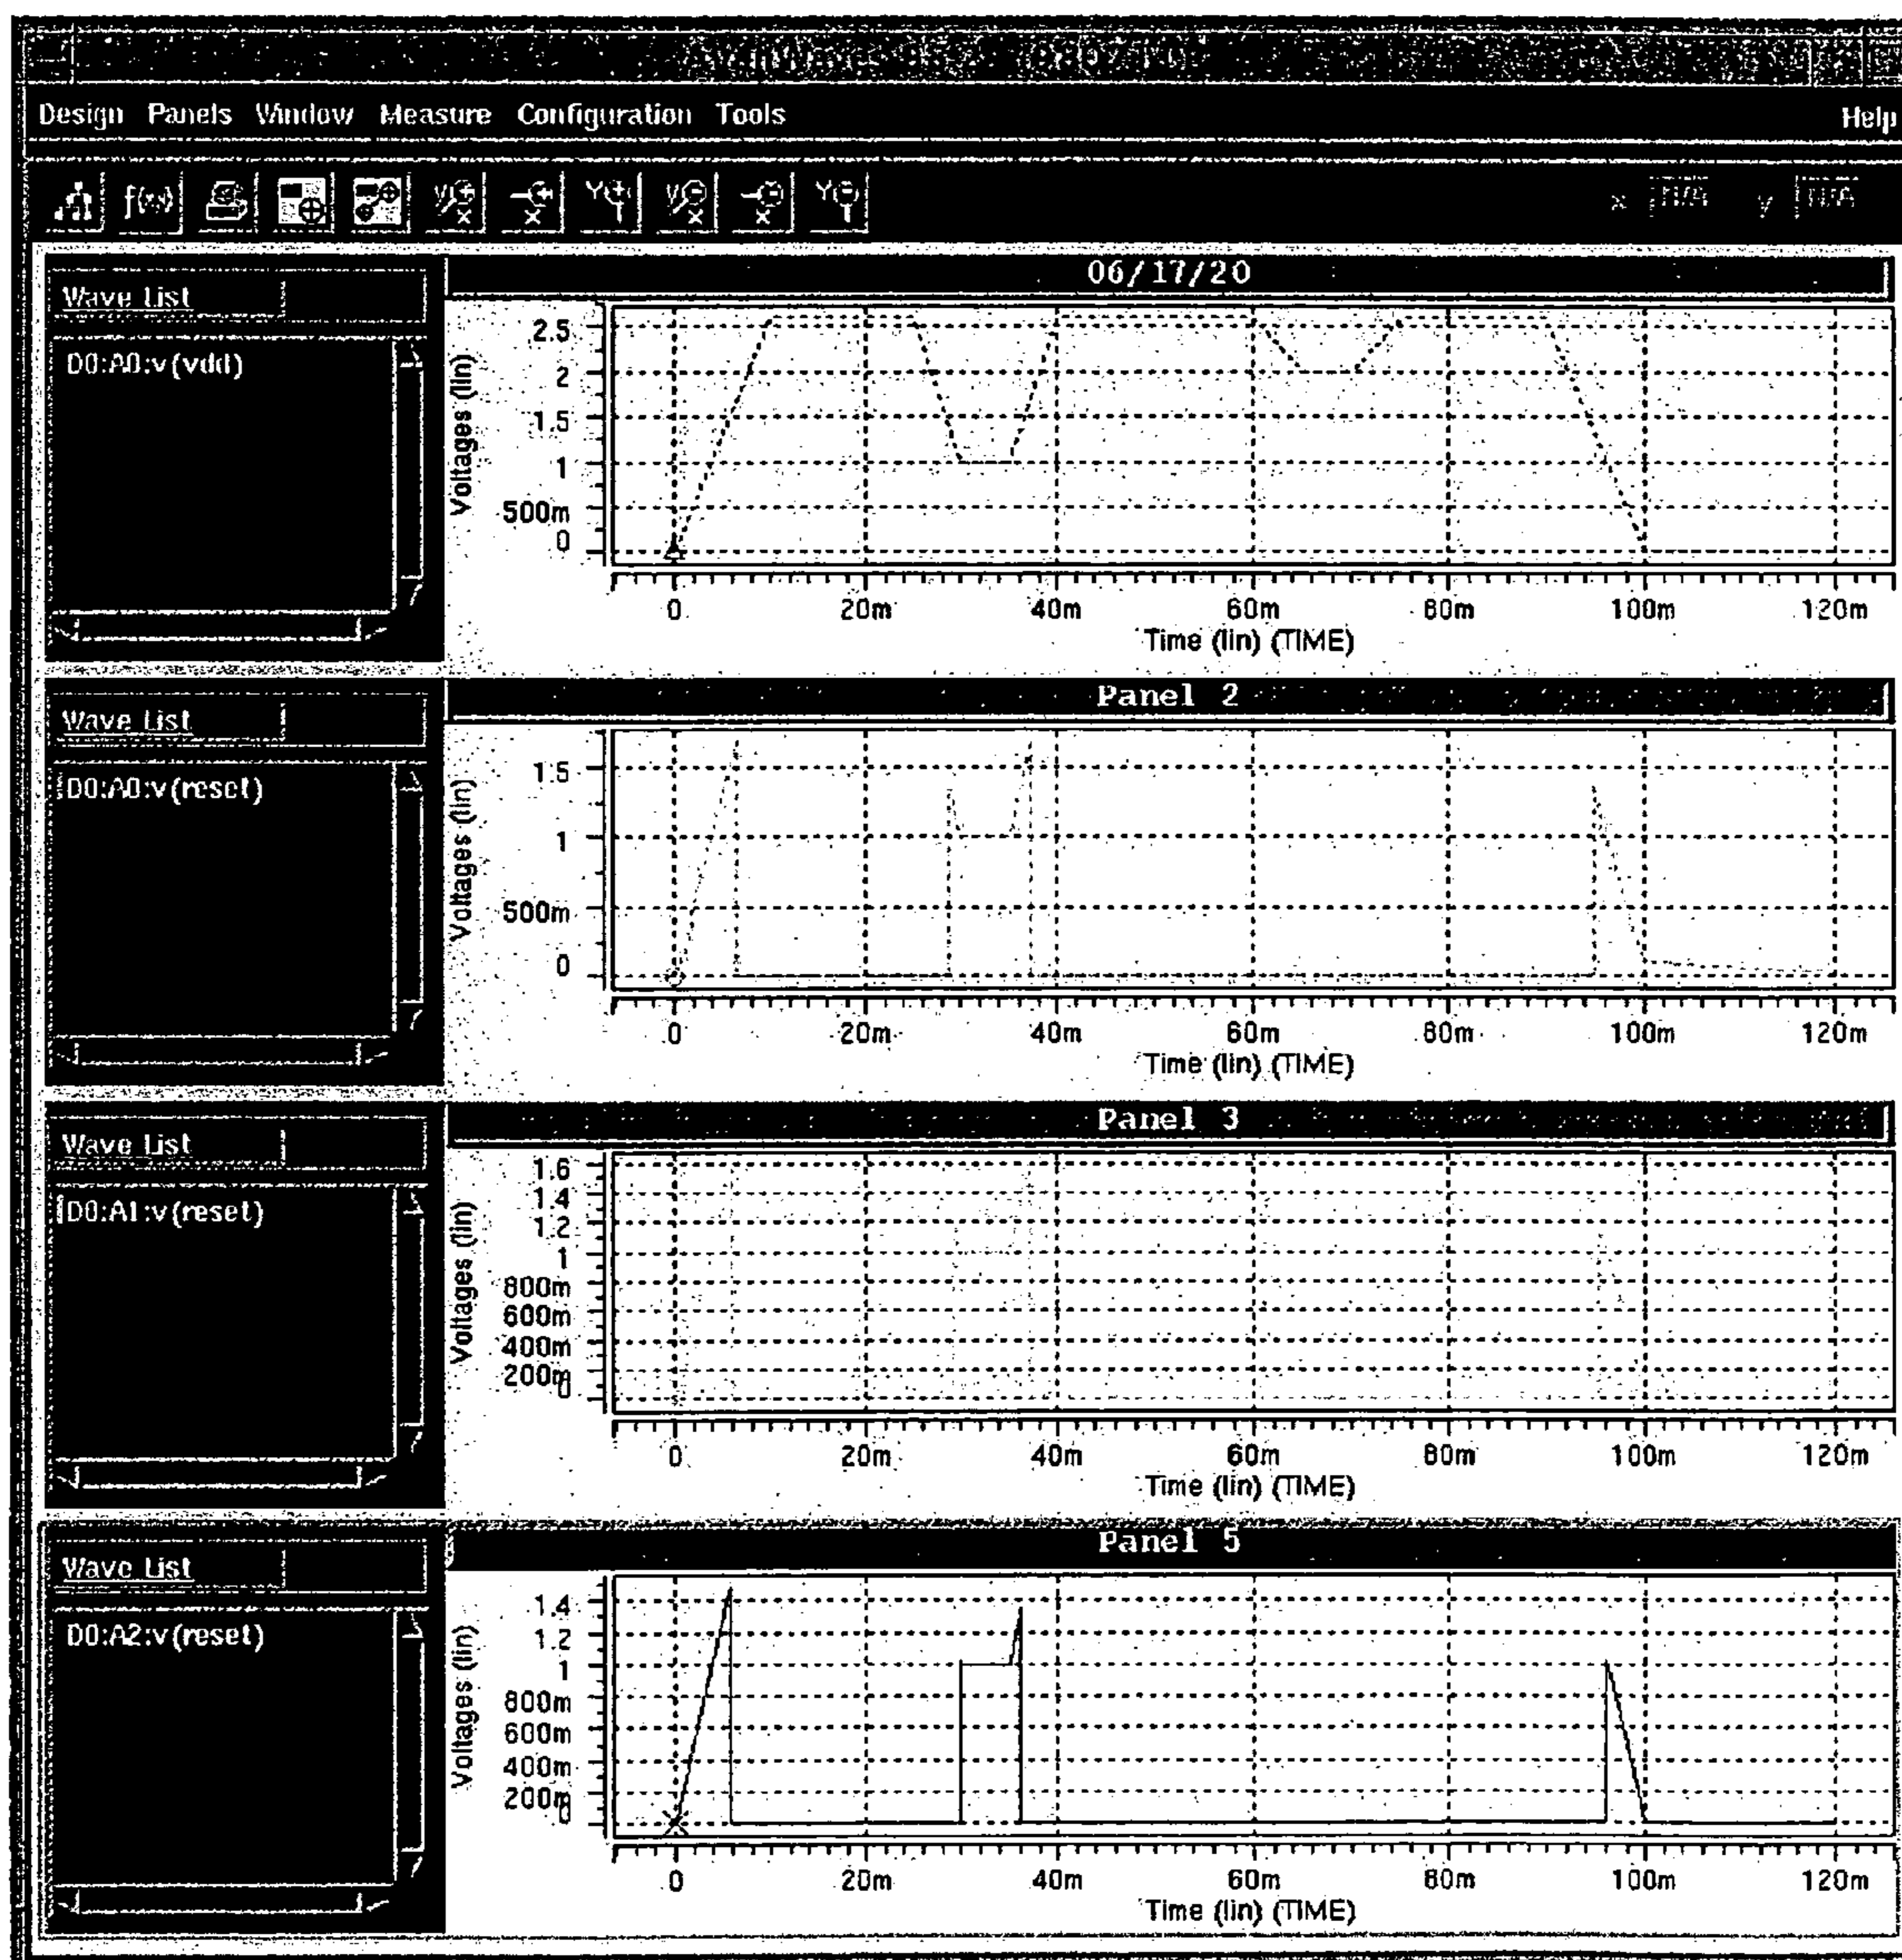 Design Panels Window Measure Configuration Tools Help
f(x)
x N/A y N/A
06/17/20
Wave List
D0:A0:v(vdd)
Voltages (lin)
2.5
2
1.5
1
500m
0
0 20m 40m 60m 80m 100m 120m
Time (lin) (TIME)
Panel 2
Wave List
D0:A0:v(reset)
Voltages (lin)
1.5
1
500m
0
0 20m 40m 60m 80m 100m 120m
Time (lin) (TIME)
Panel 3
Wave List
D0:A1:v(reset)
Voltages (lin)
1.6
1.4
1.2
1
800m
600m
400m
200m
0
0 20m 40m 60m 80m 100m 120m
Time (lin) (TIME)
Panel 5
Wave List
D0:A2:v(reset)
Voltages (lin)
1.4
1.2
1
800m
600m
400m
200m
0
0 20m 40m 60m 80m 100m 120m
Time (lin) (TIME)